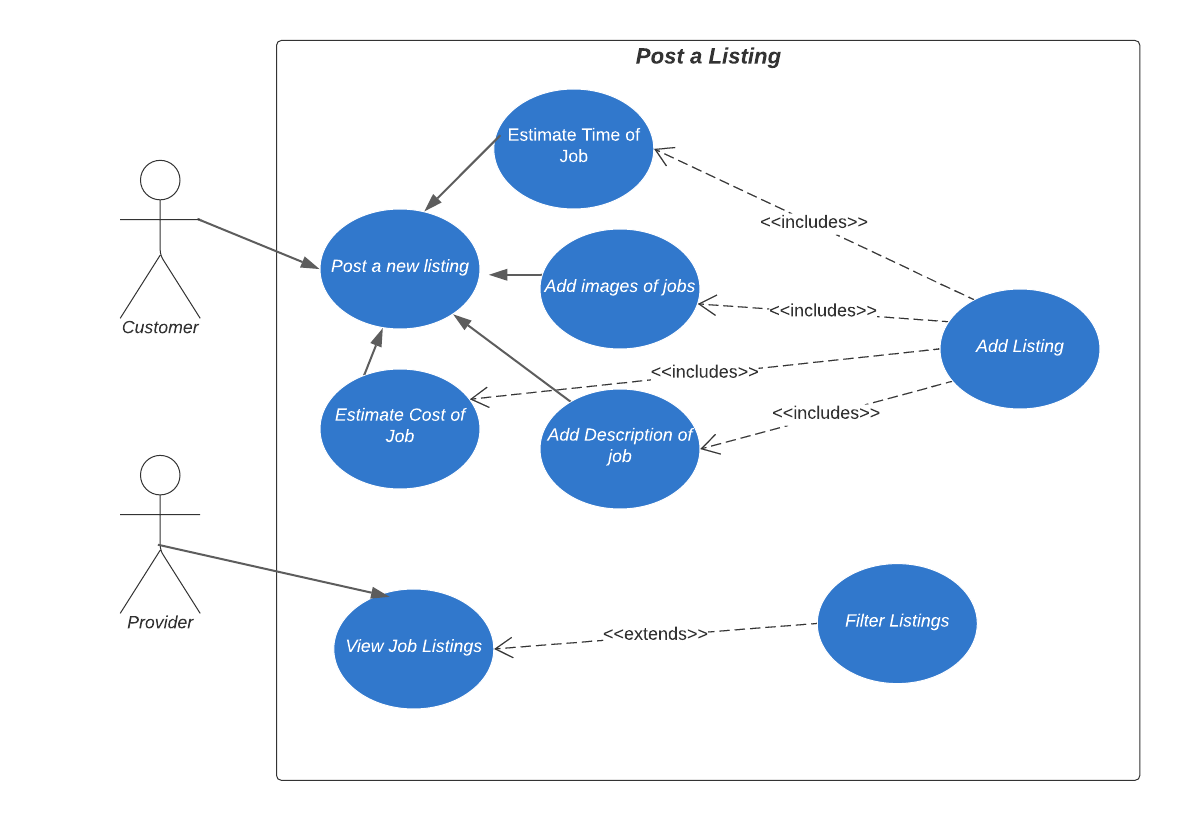 Post a Listing
Estimate Time of
Job
<<includes>>
Post a new listing
Add images of jobs
<<includes>>
Customer
Add Listing
<<includes>>
Estimate Cost of
Job
<<includes>>
Add Description of
job
Provider
Filter Listings
<<extends>>
View Job Listings